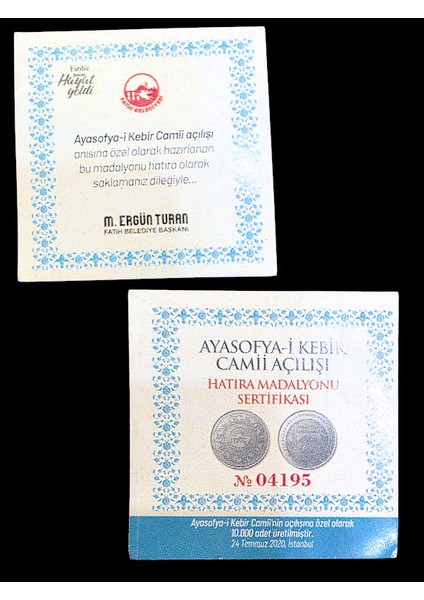 Fatih'e
Hayat
geldi
FATİH BELEDİYESİ
Ayasofya-i Kebir Camii açılışı
anısına özel olarak hazırlanan
bu madalyonu hatıra olarak
saklamanız dileğiyle...
M. ERGÜN TURAN
FATİH BELEDİYE BAŞKANI
AYASOFYA-İ KEBİR
CAMİİ AÇILIŞI
HATIRA MADALYONU
SERTİFİKASI
№ 04195
Ayasofya-i Kebir Camii'nin açılışına özel olarak
10.000 adet üretilmiştir.
24 Temmuz 2020, İstanbul